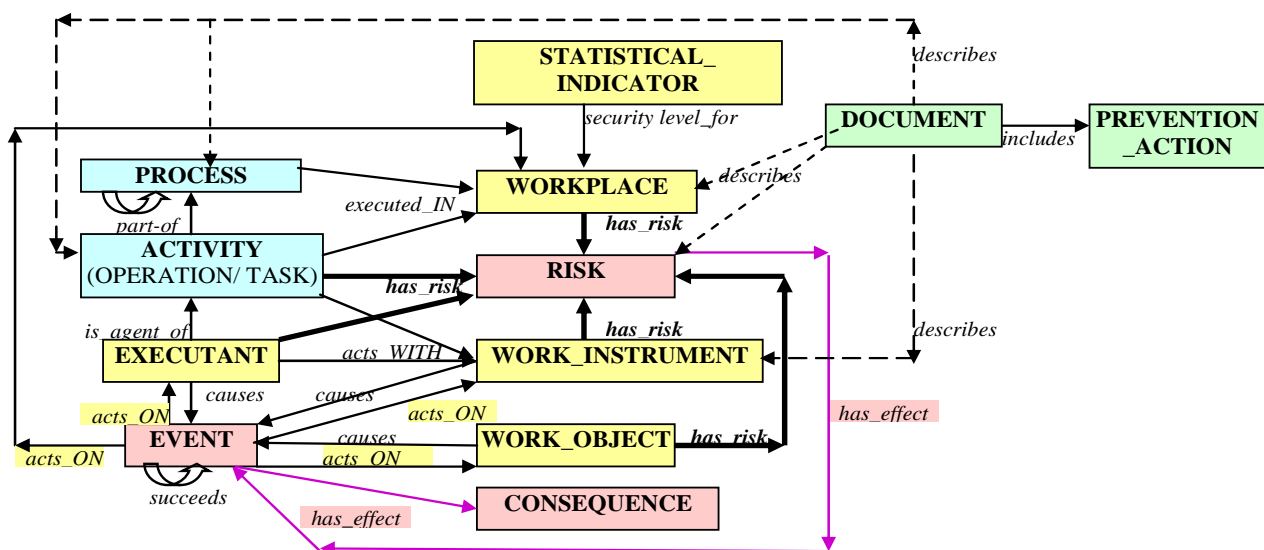 describes
STATISTICAL_
INDICATOR
security level_for
DOCUMENT
includes
PREVENTION
_ACTION
PROCESS
part-of
executed_IN
WORKPLACE
describes
has_risk
ACTIVITY
(OPERATION/ TASK)
has_risk
RISK
is_agent_of
has_risk
describes
EXECUTANT
acts_WITH
WORK_INSTRUMENT
causes
causes
acts_ON
acts_ON
has_effect
acts_ON
EVENT
causes
acts_ON
WORK_OBJECT
has_risk
succeeds
has_effect
CONSEQUENCE